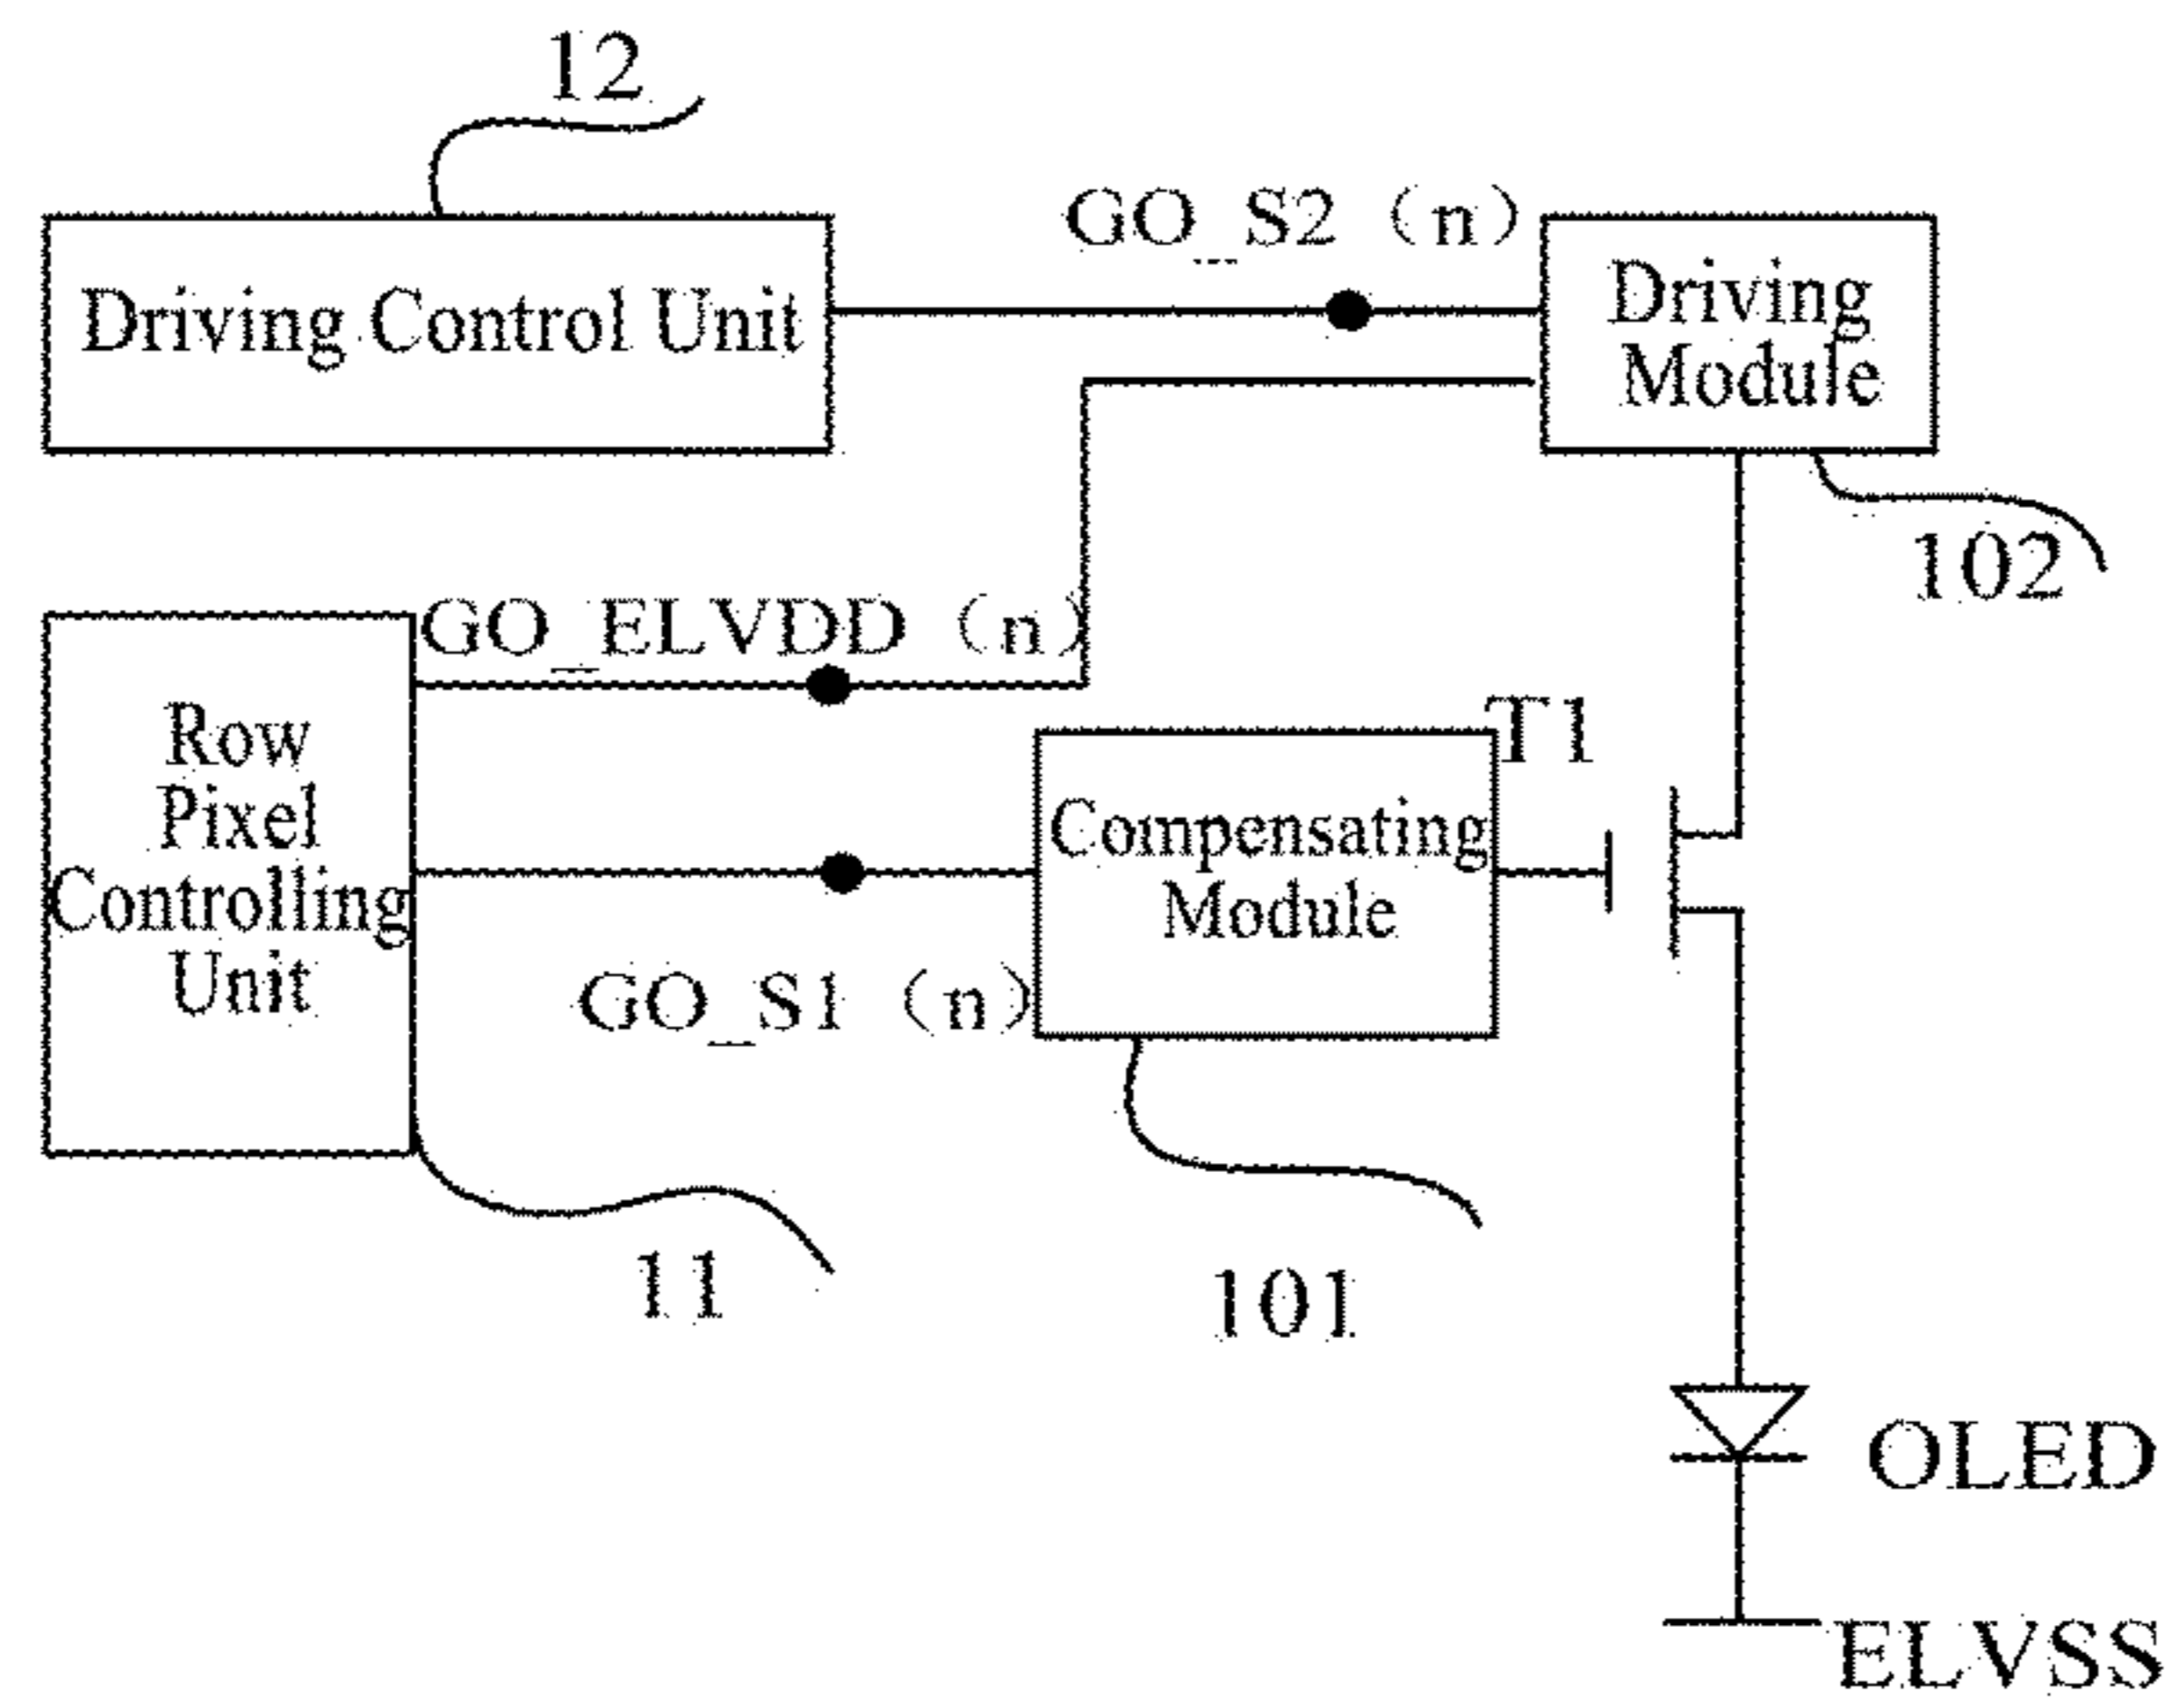 12
GO_S2 (n)
Driving Control Unit
Driving
Module
102
GO_ELVDD (n)
Row
Pixel
Controlling
Unit
T1
Compensating
Module
GO_S1 (n)
11
101
OLED
ELVSS